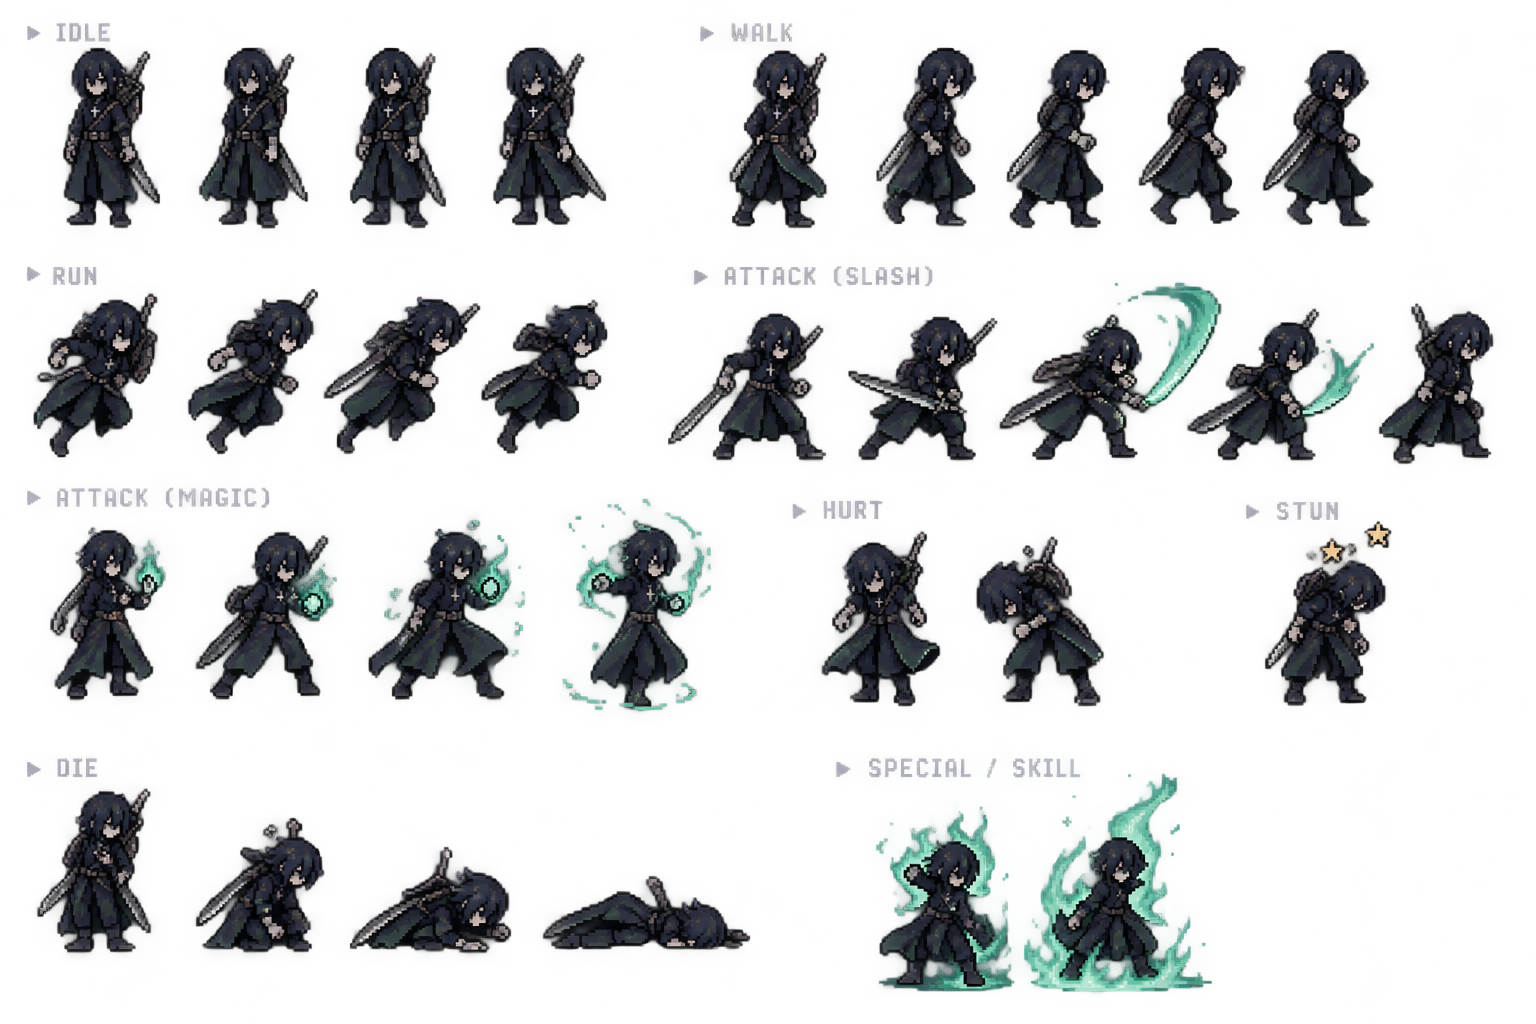 IDLE
WALK
RUN
ATTACK (SLASH)
ATTACK (MAGIC)
HURT
STUN
DIE
SPECIAL / SKILL